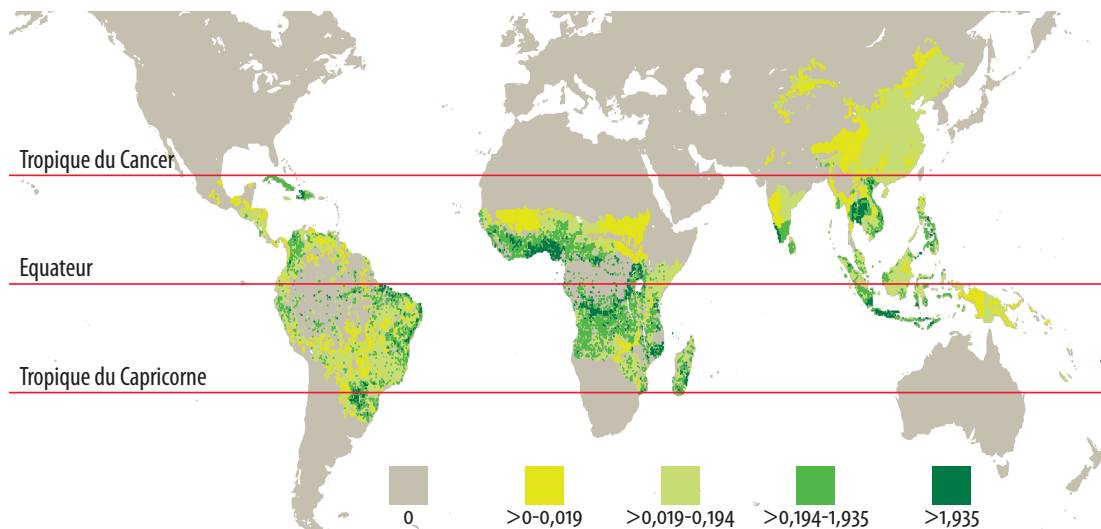 Tropique du Cancer
Equateur
Tropique du Capricorne
0
>0-0,019
>0,019-0,194
>0,194-1,935
>1,935